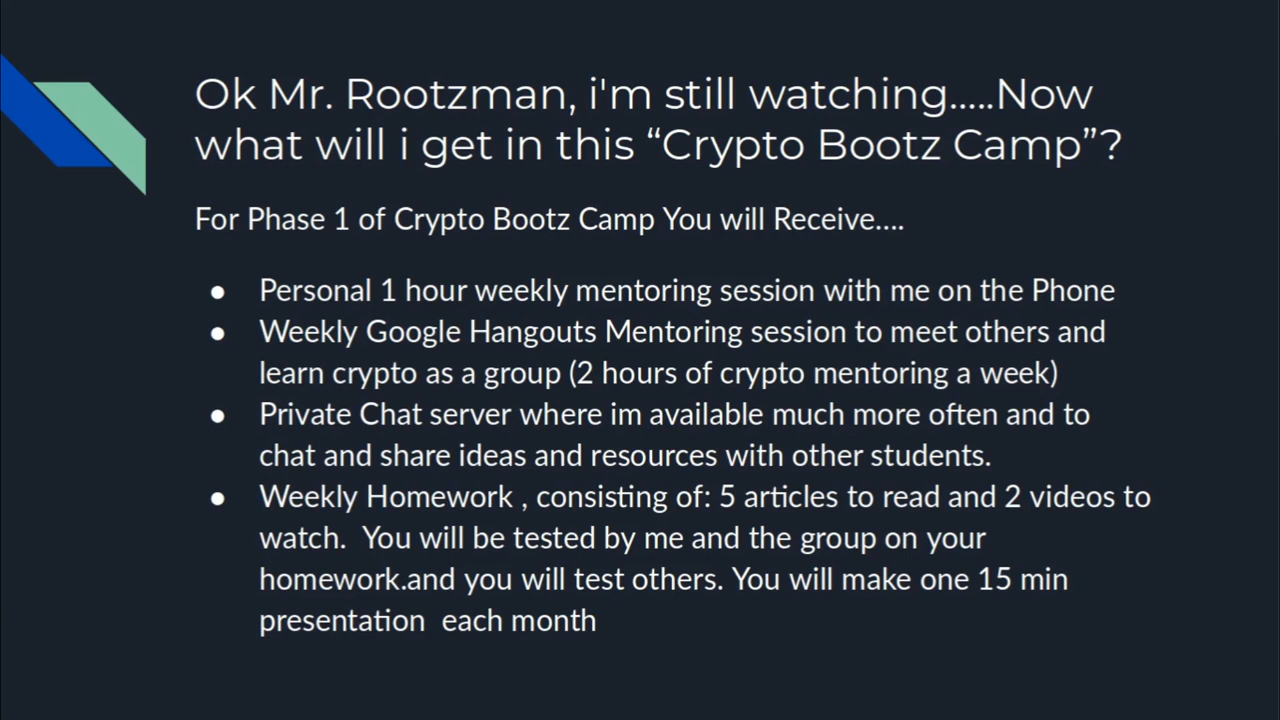 Ok Mr. Rootzman, i'm still watching.....Now
what will i get in this “Crypto Bootz Camp”?
For Phase 1 of Crypto Bootz Camp You will Receive....
● Personal 1 hour weekly mentoring session with me on the Phone
● Weekly Google Hangouts Mentoring session to meet others and
learn crypto as a group (2 hours of crypto mentoring a week)
● Private Chat server where im available much more often and to
chat and share ideas and resources with other students.
● Weekly Homework , consisting of: 5 articles to read and 2 videos to
watch.  You will be tested by me and the group on your
homework.and you will test others. You will make one 15 min
presentation  each month